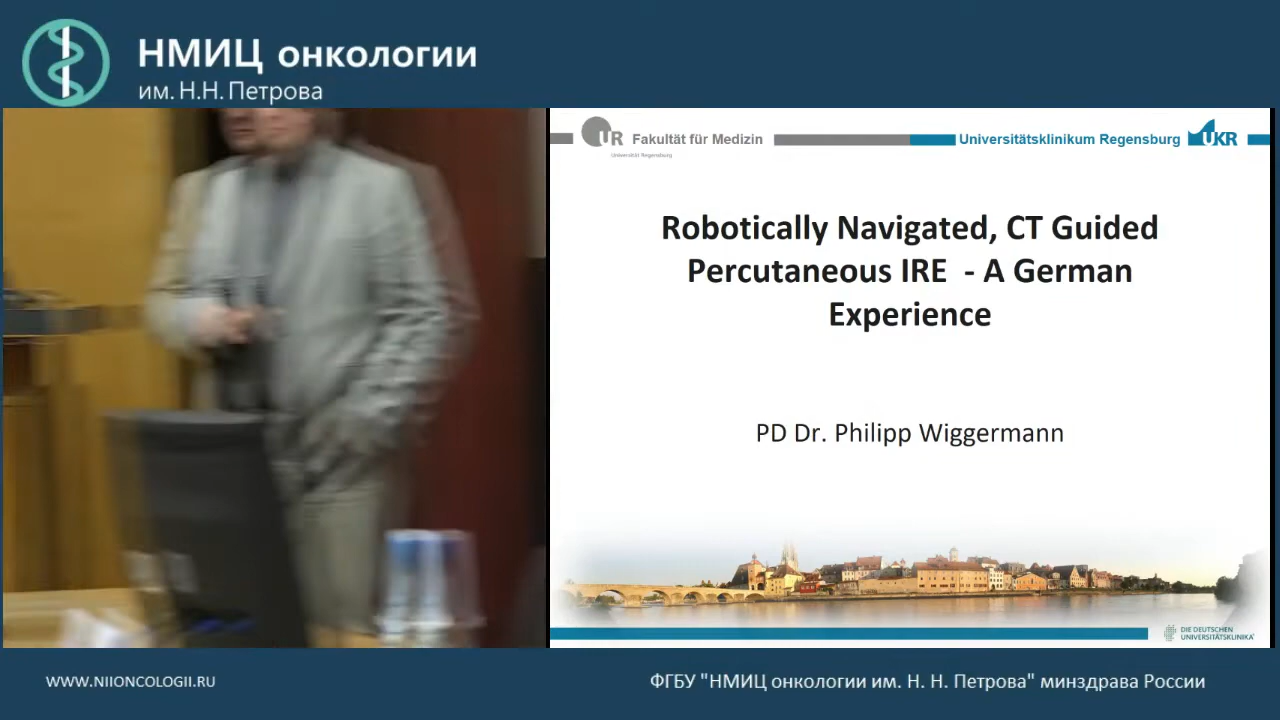 НМИЦ онкологии
им. Н.Н. Петрова
UR Fakultät für Medizin
Universität Regensburg
Universitätsklinikum Regensburg UKR
Robotically Navigated, CT Guided
Percutaneous IRE - A German
Experience
PD Dr. Philipp Wiggermann
DIE DEUTSCHEN
UNIVERSITÄTSKLINIKA
WWW.NIIONCOLOGII.RU
ФГБУ "НМИЦ онкологии им. Н. Н. Петрова" минздрава России